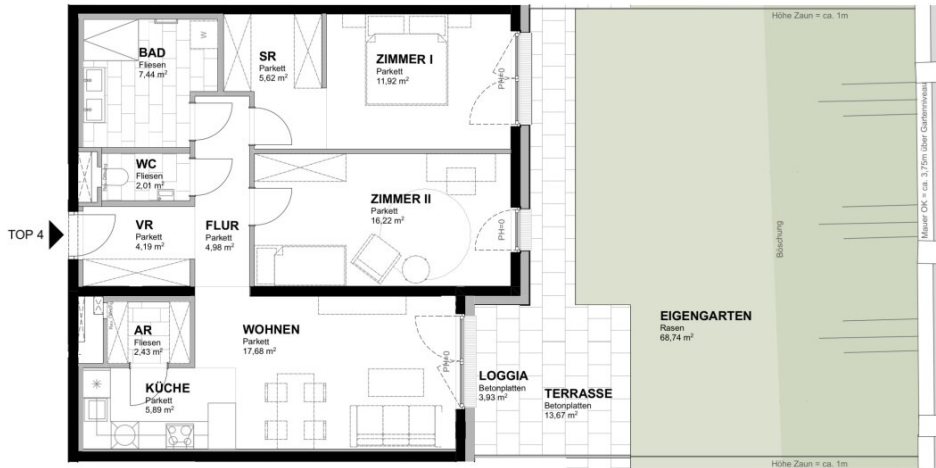 Höhe Zaun = ca. 1m
BAD
Fliesen
7,44 m²
W
SR
Parkett
5,62 m²
ZIMMER I
Parkett
11,92 m²
PH=0
WC
Fliesen
2,01 m²
ZIMMER II
Parkett
16,22 m²
PH=0
TOP 4
VR
Parkett
4,19 m²
FLUR
Parkett
4,98 m²
Böschung
Mauer OK = ca. 3,75m über Gartenniveau
AR
Fliesen
2,43 m²
WOHNEN
Parkett
17,68 m²
PH=0
EIGENGARTEN
Rasen
68,74 m²
KÜCHE
Parkett
5,89 m²
LOGGIA
Betonplatten
3,93 m²
TERRASSE
Betonplatten
13,67 m²
Höhe Zaun = ca. 1m